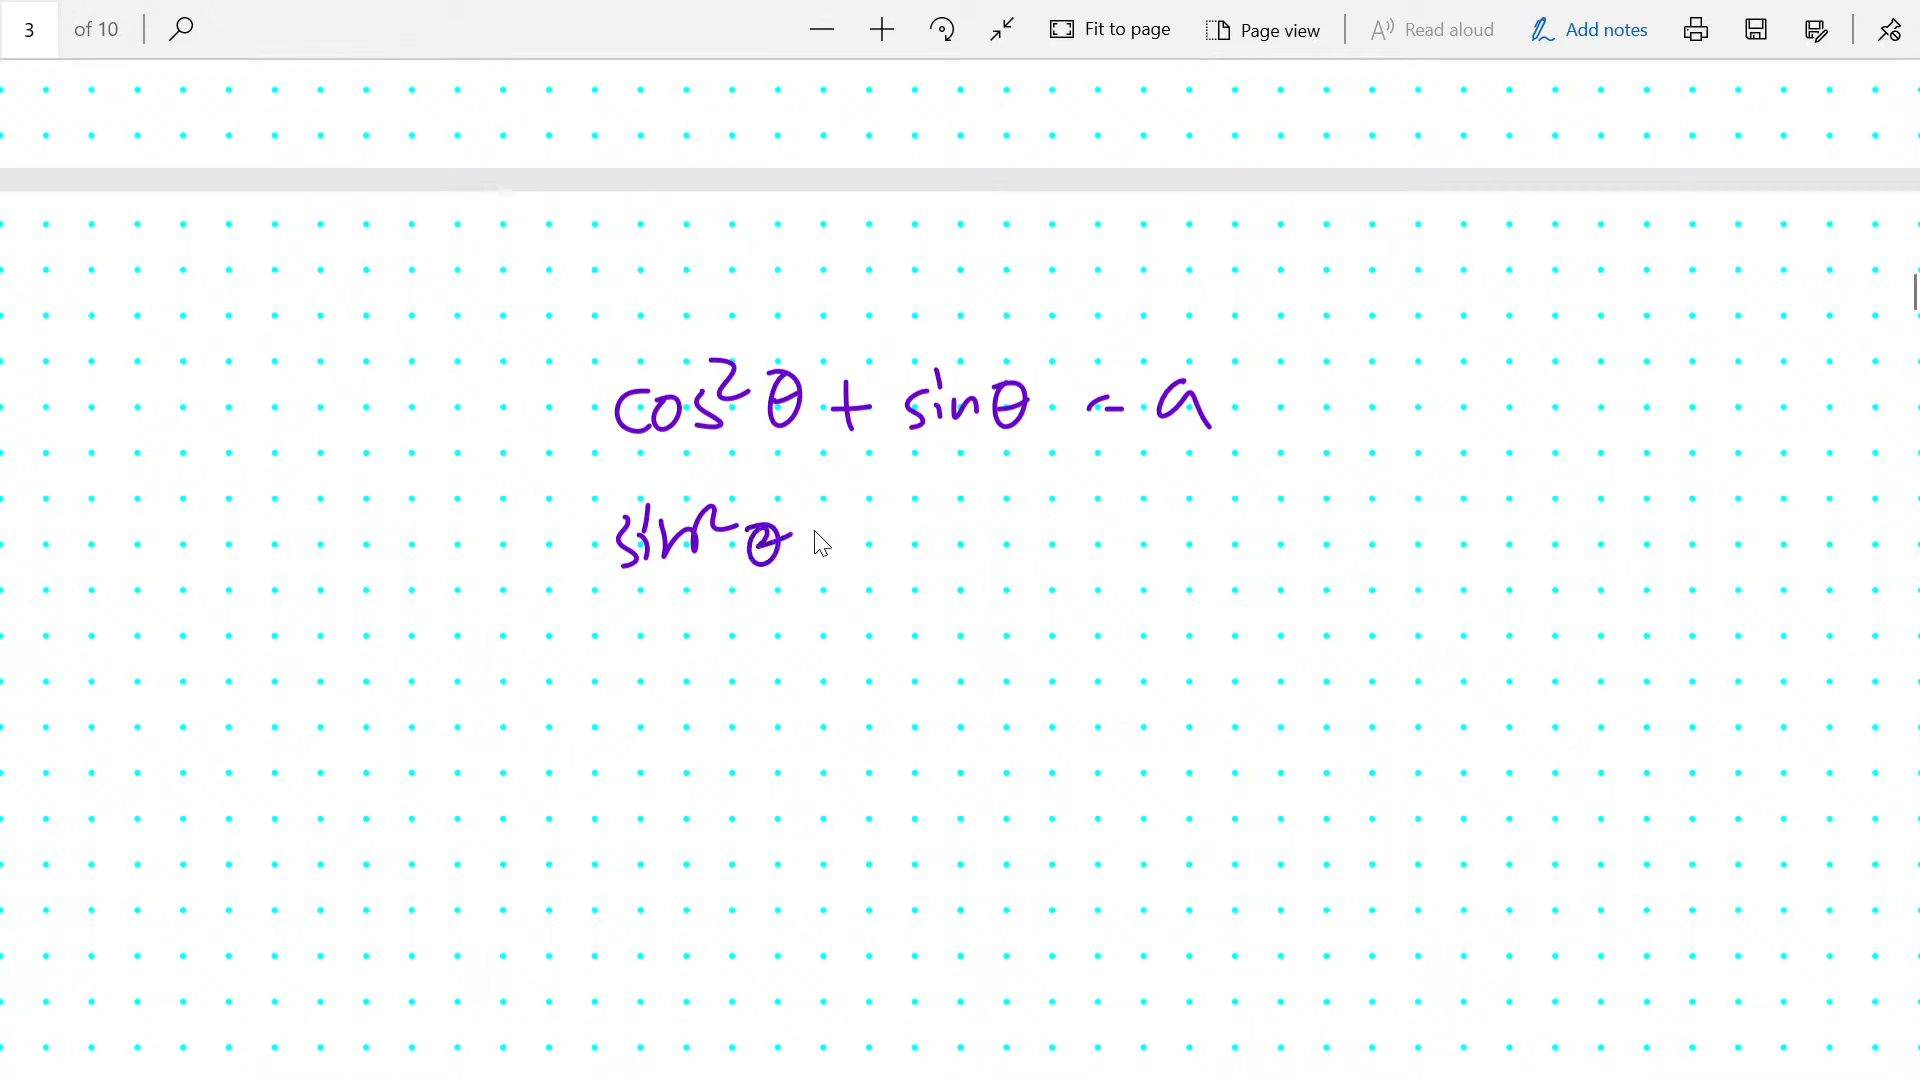 3 of 10 Fit to page Page view Read aloud Add notes
cos²θ + sinθ = a
sin²θ